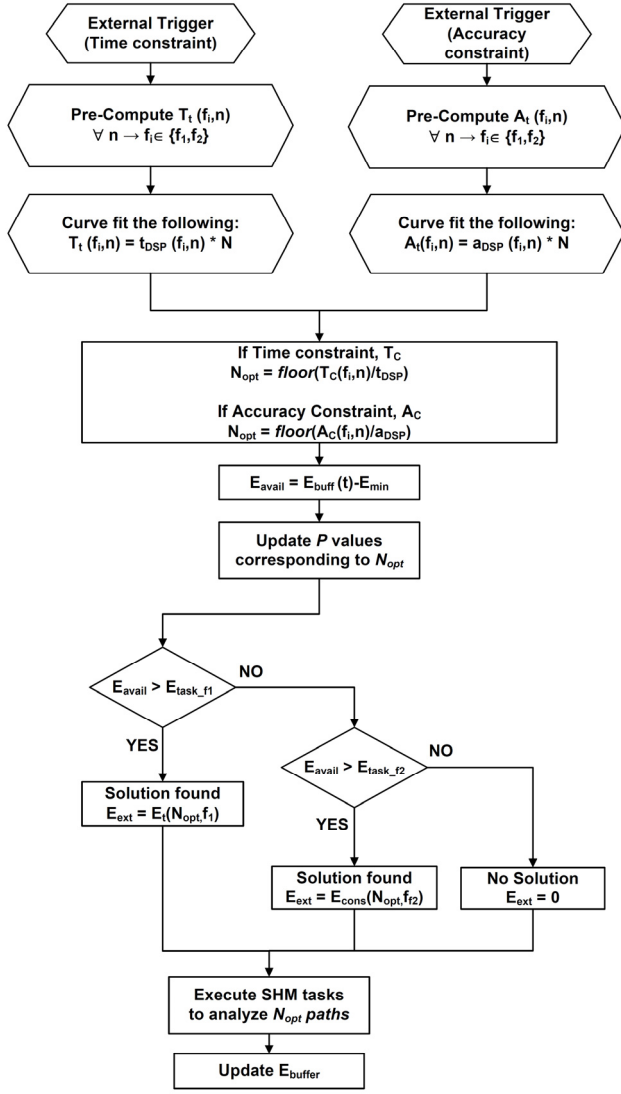 External Trigger
(Time constraint)
External Trigger
(Accuracy
constraint)
Pre-Compute Tt (fi,n)
∀ n → fi∈ {f1,f2}
Pre-Compute At (fi,n)
∀ n → fi∈ {f1,f2}
Curve fit the following:
Tt (fi,n) = tDSP (fi,n) * N
Curve fit the following:
At(fi,n) = aDSP (fi,n) * N
If Time constraint, TC
Nopt = floor(TC(fi,n)/tDSP)
If Accuracy Constraint, AC
Nopt = floor(AC(fi,n)/aDSP)
Eavail = Ebuff (t)-Emin
Update P values
corresponding to Nopt
Eavail > Etask_f1
NO
YES
Eavail > Etask_f2
NO
YES
Solution found
Eext = Et(Nopt,f1)
Solution found
Eext = Econs(Nopt,ff2)
No Solution
Eext = 0
Execute SHM tasks
to analyze Nopt paths
Update Ebuffer